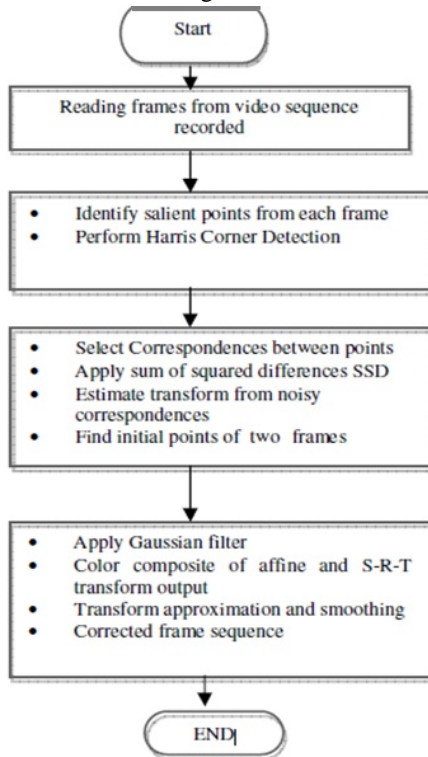 Start
Reading frames from video sequence
recorded
• Identify salient points from each frame
• Perform Harris Corner Detection
• Select Correspondences between points
• Apply sum of squared differences SSD
• Estimate transform from noisy
correspondences
• Find initial points of two frames
• Apply Gaussian filter
• Color composite of affine and S-R-T
transform output
• Transform approximation and smoothing
• Corrected frame sequence
END